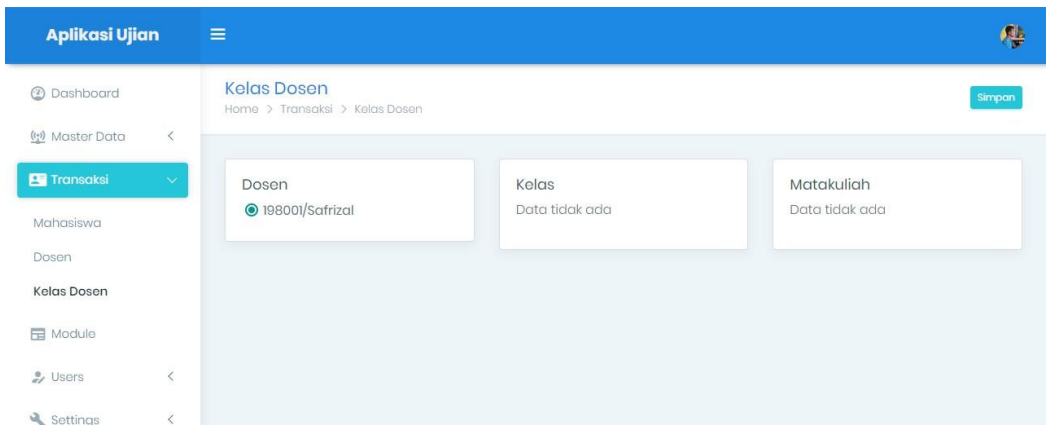 Aplikasi Ujian
Dashboard
Master Data
Transaksi
Mahasiswa
Dosen
Kelas Dosen
Module
Users
Settings
Kelas Dosen
Home > Transaksi > Kelas Dosen
Simpan
Dosen
198001/Safrizal
Kelas
Data tidak ada
Matakuliah
Data tidak ada